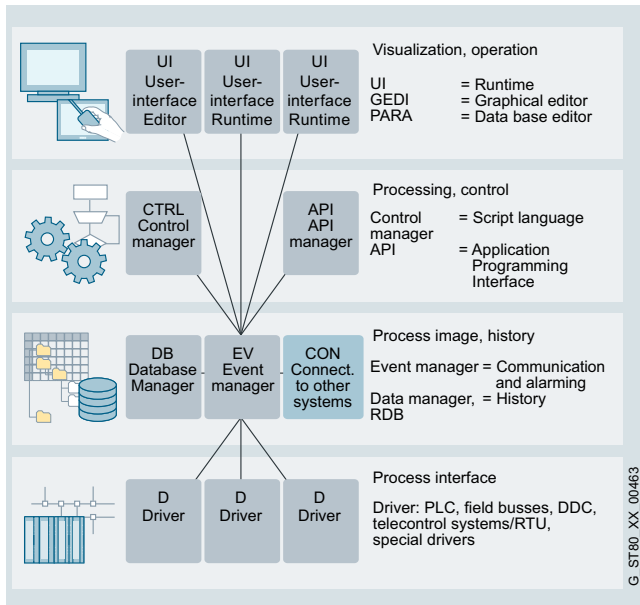 UI
User-
interface
Editor
UI
User-
interface
Runtime
UI
User-
interface
Runtime
Visualization, operation
UI = Runtime
GEDI = Graphical editor
PARA = Data base editor
CTRL
Control
manager
API
API
manager
Processing, control
Control = Script language
manager
API = Application
Programming
Interface
DB
Database
Manager
EV
Event
manager
CON
Connect.
to other
systems
Process image, history
Event manager = Communication
and alarming
Data manager, = History
RDB
D
Driver
D
Driver
D
Driver
Process interface
Driver: PLC, field busses, DDC,
telecontrol systems/RTU,
special drivers
G_ST80_XX_00463